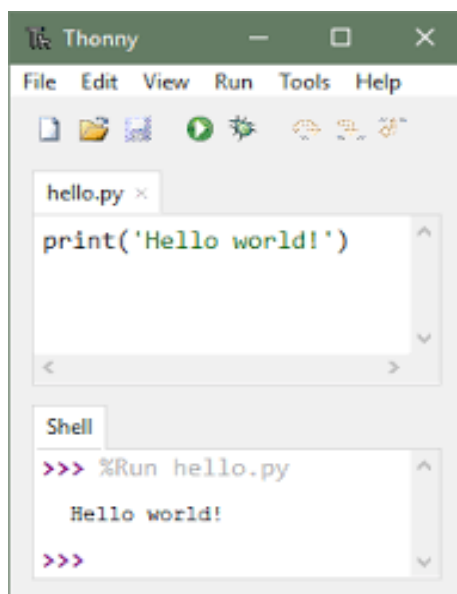 Thonny
File Edit View Run Tools Help
hello.py ×
print('Hello world!')
Shell
>>> %Run hello.py
Hello world!
>>>